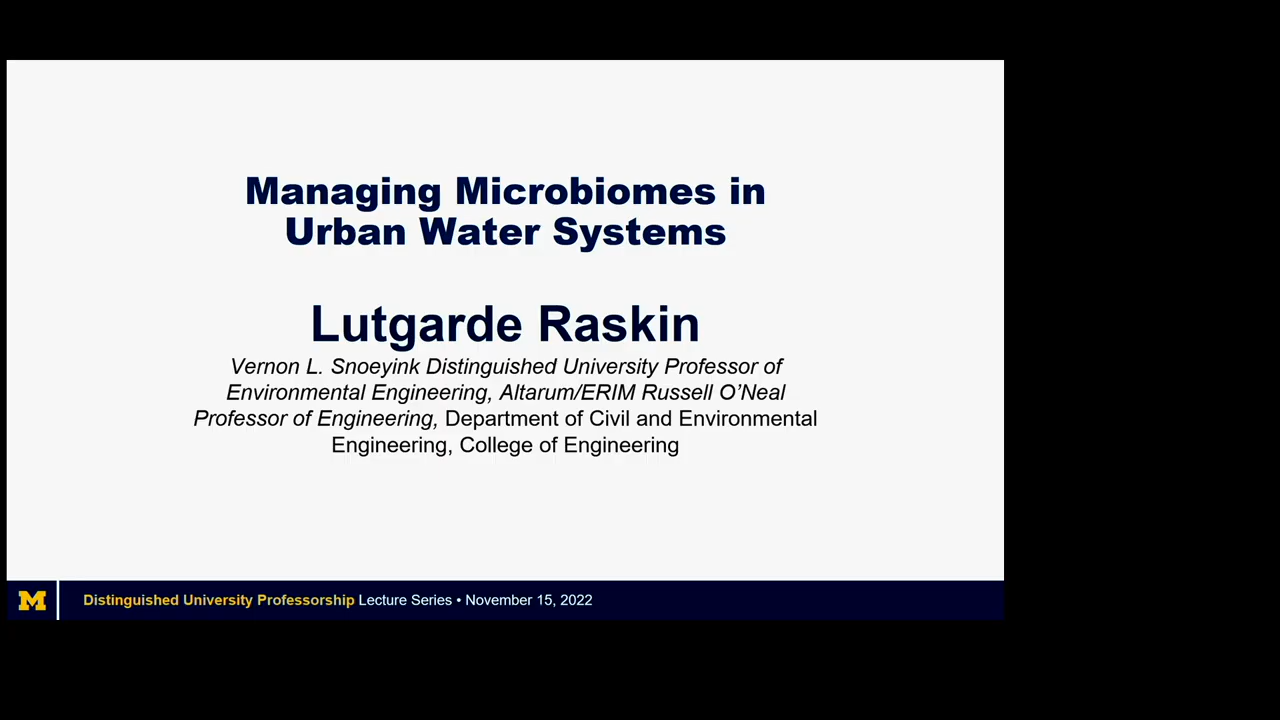 Managing Microbiomes in
Urban Water Systems
Lutgarde Raskin
Vernon L. Snoeyink Distinguished University Professor of
Environmental Engineering, Altarum/ERIM Russell O’Neal
Professor of Engineering, Department of Civil and Environmental
Engineering, College of Engineering
M
Distinguished University Professorship Lecture Series • November 15, 2022